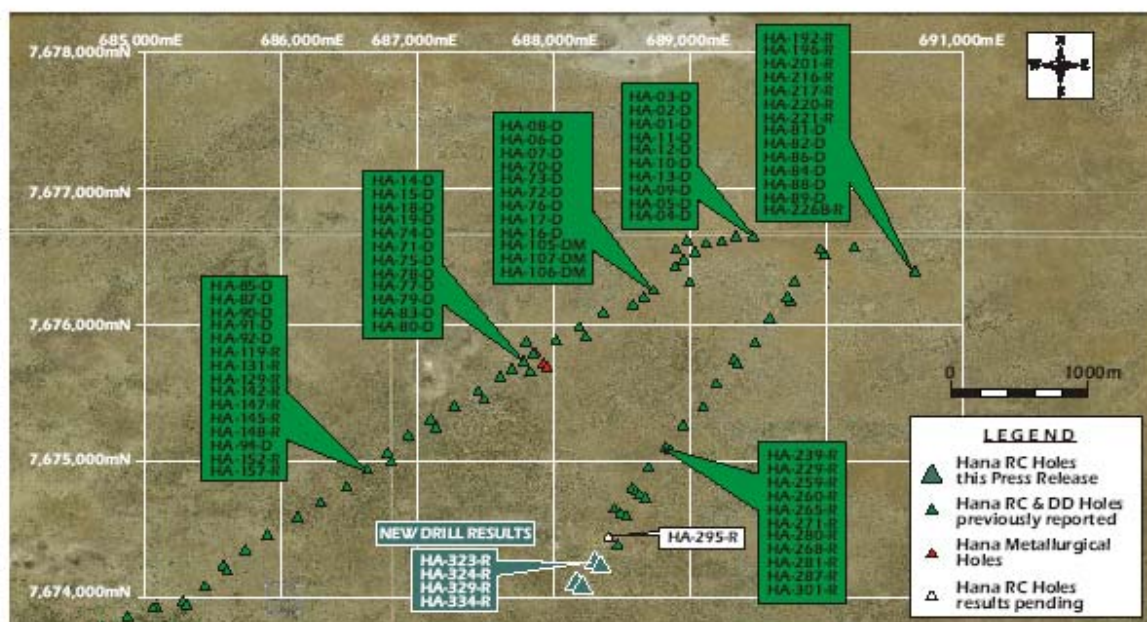 685,000mE
686,000mE
687,000mE
688,000mE
689,000mE
691,000mE
7,678,000mN
7,677,000mN
7,676,000mN
7,675,000mN
7,674,000mN
N
W
E
HA-192-R
HA-196-R
HA-201-R
HA-216-R
HA-217-R
HA-220-R
HA-221-R
HA-81-D
HA-82-D
HA-86-D
HA-84-D
HA-88-D
HA-89-D
HA-226B-R
HA-03-D
HA-02-D
HA-01-D
HA-11-D
HA-12-D
HA-10-D
HA-13-D
HA-09-D
HA-05-D
HA-04-D
HA-08-D
HA-06-D
HA-07-D
HA-70-D
HA-73-D
HA-72-D
HA-76-D
HA-17-D
HA-16-D
HA-105-DM
HA-107-DM
HA-106-DM
HA-14-D
HA-15-D
HA-18-D
HA-19-D
HA-74-D
HA-71-D
HA-75-D
HA-78-D
HA-77-D
HA-79-D
HA-83-D
HA-80-D
HA-85-D
HA-87-D
HA-90-D
HA-91-D
HA-92-D
HA-119-R
HA-131-R
HA-129-R
HA-142-R
HA-147-R
HA-145-R
HA-148-R
HA-94-D
HA-152-R
HA-157-R
HA-239-R
HA-229-R
HA-259-R
HA-260-R
HA-265-R
HA-271-R
HA-280-R
HA-268-R
HA-281-R
HA-287-R
HA-301-R
NEW DRILL RESULTS
HA-323-R
HA-324-R
HA-329-R
HA-334-R
HA-295-R
0 1000m
LEGEND
Hana RC Holes
this Press Release
Hana RC & DD Holes
previously reported
Hana Metallurgical
Holes
Hana RC Holes
results pending